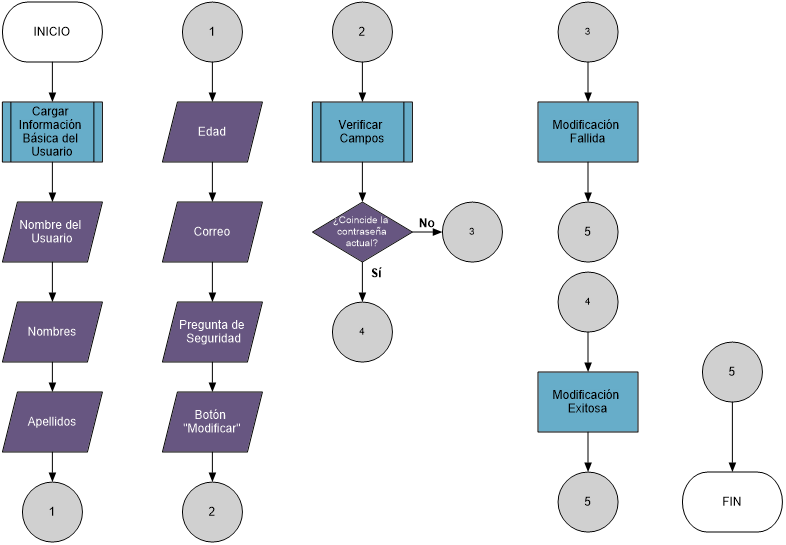 INICIO
Cargar
Información
Básica del
Usuario
Nombre del
Usuario
Nombres
Apellidos
1
1
Edad
Correo
Pregunta de
Seguridad
Botón
"Modificar"
2
2
Verificar
Campos
¿Coincide la
contraseña
actual?
No
3
Sí
4
3
Modificación
Fallida
5
4
Modificación
Exitosa
5
5
FIN